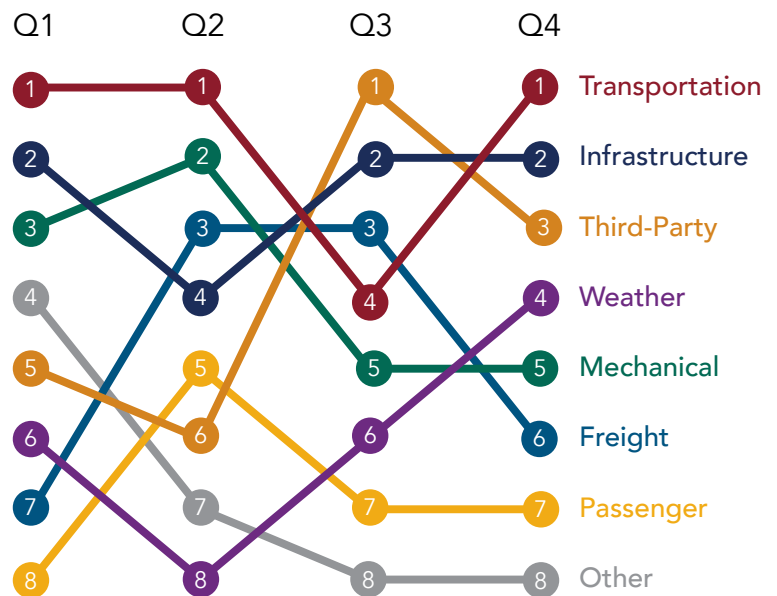 Q1 Q2 Q3 Q4
1 1 1 1 Transportation
2 2 2 2 Infrastructure
3 3 3 3 Third-Party
4 4 4 4 Weather
5 5 5 5 Mechanical
6 6 6 6 Freight
7 7 7 7 Passenger
8 8 8 8 Other